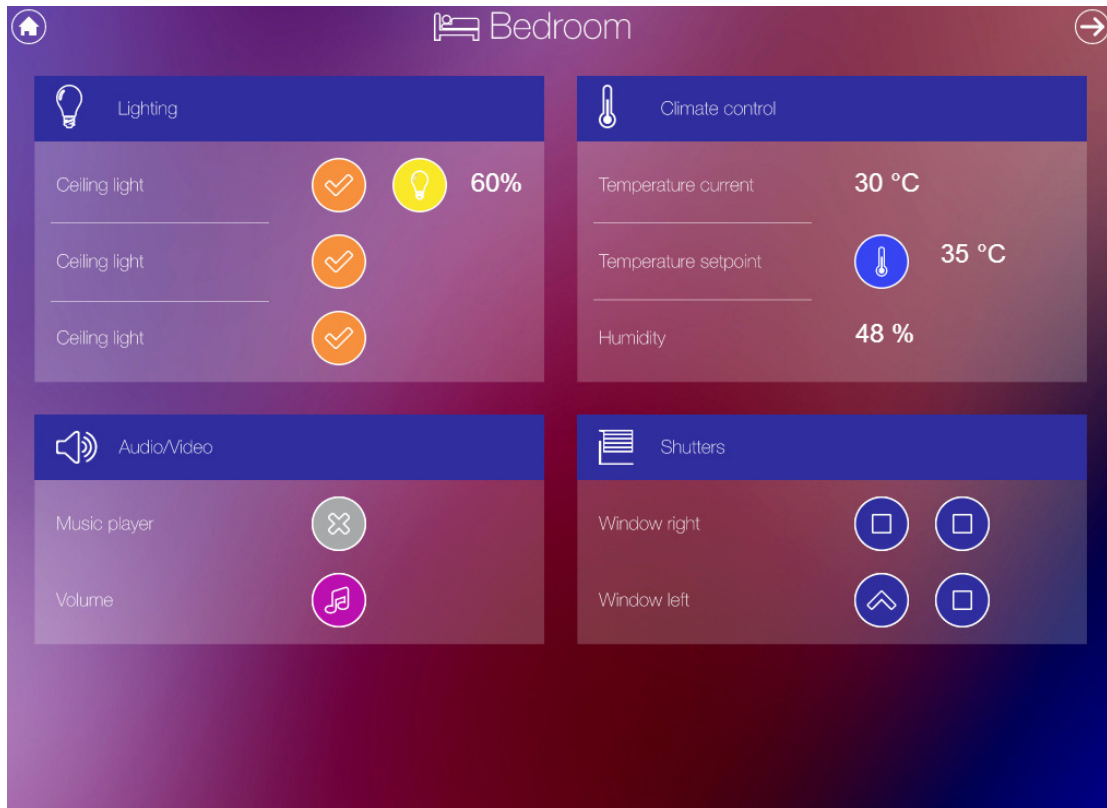 Bedroom
Lighting
Ceiling light 60%
Ceiling light
Ceiling light
Climate control
Temperature current 30 °C
Temperature setpoint 35 °C
Humidity 48 %
Audio/Video
Music player
Volume
Shutters
Window right
Window left